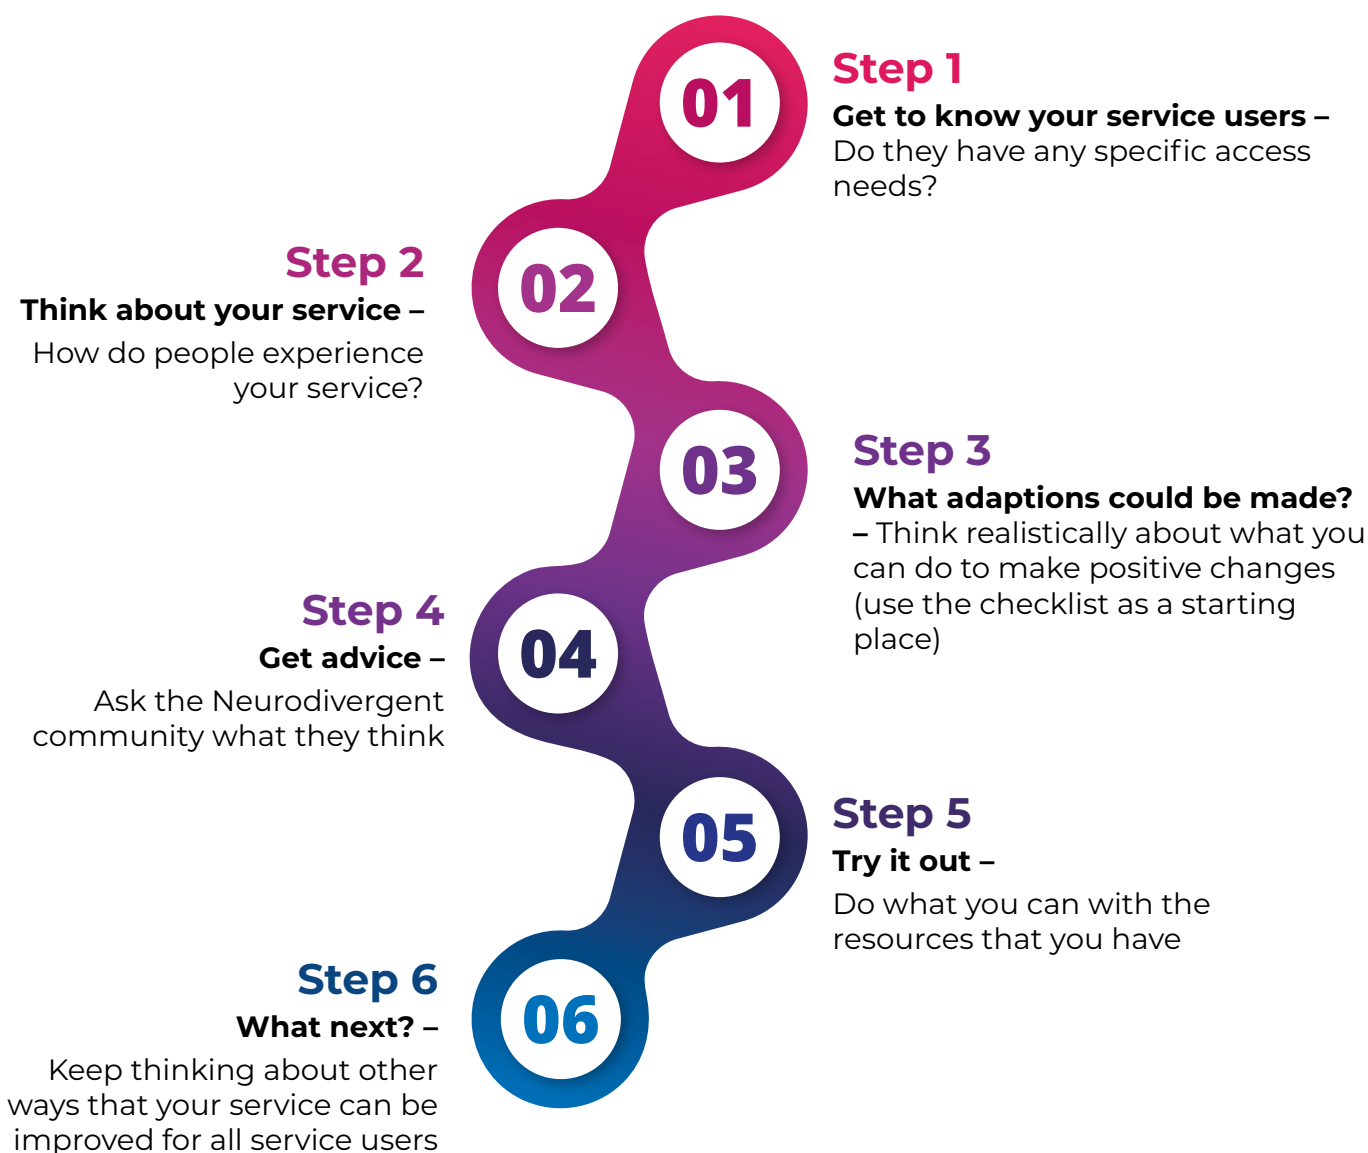 01
Step 1
Get to know your service users –
Do they have any specific access
needs?
02
Step 2
Think about your service –
How do people experience
your service?
03
Step 3
What adaptions could be made?
– Think realistically about what you
can do to make positive changes
(use the checklist as a starting
place)
04
Step 4
Get advice –
Ask the Neurodivergent
community what they think
05
Step 5
Try it out –
Do what you can with the
resources that you have
06
Step 6
What next? –
Keep thinking about other
ways that your service can be
improved for all service users